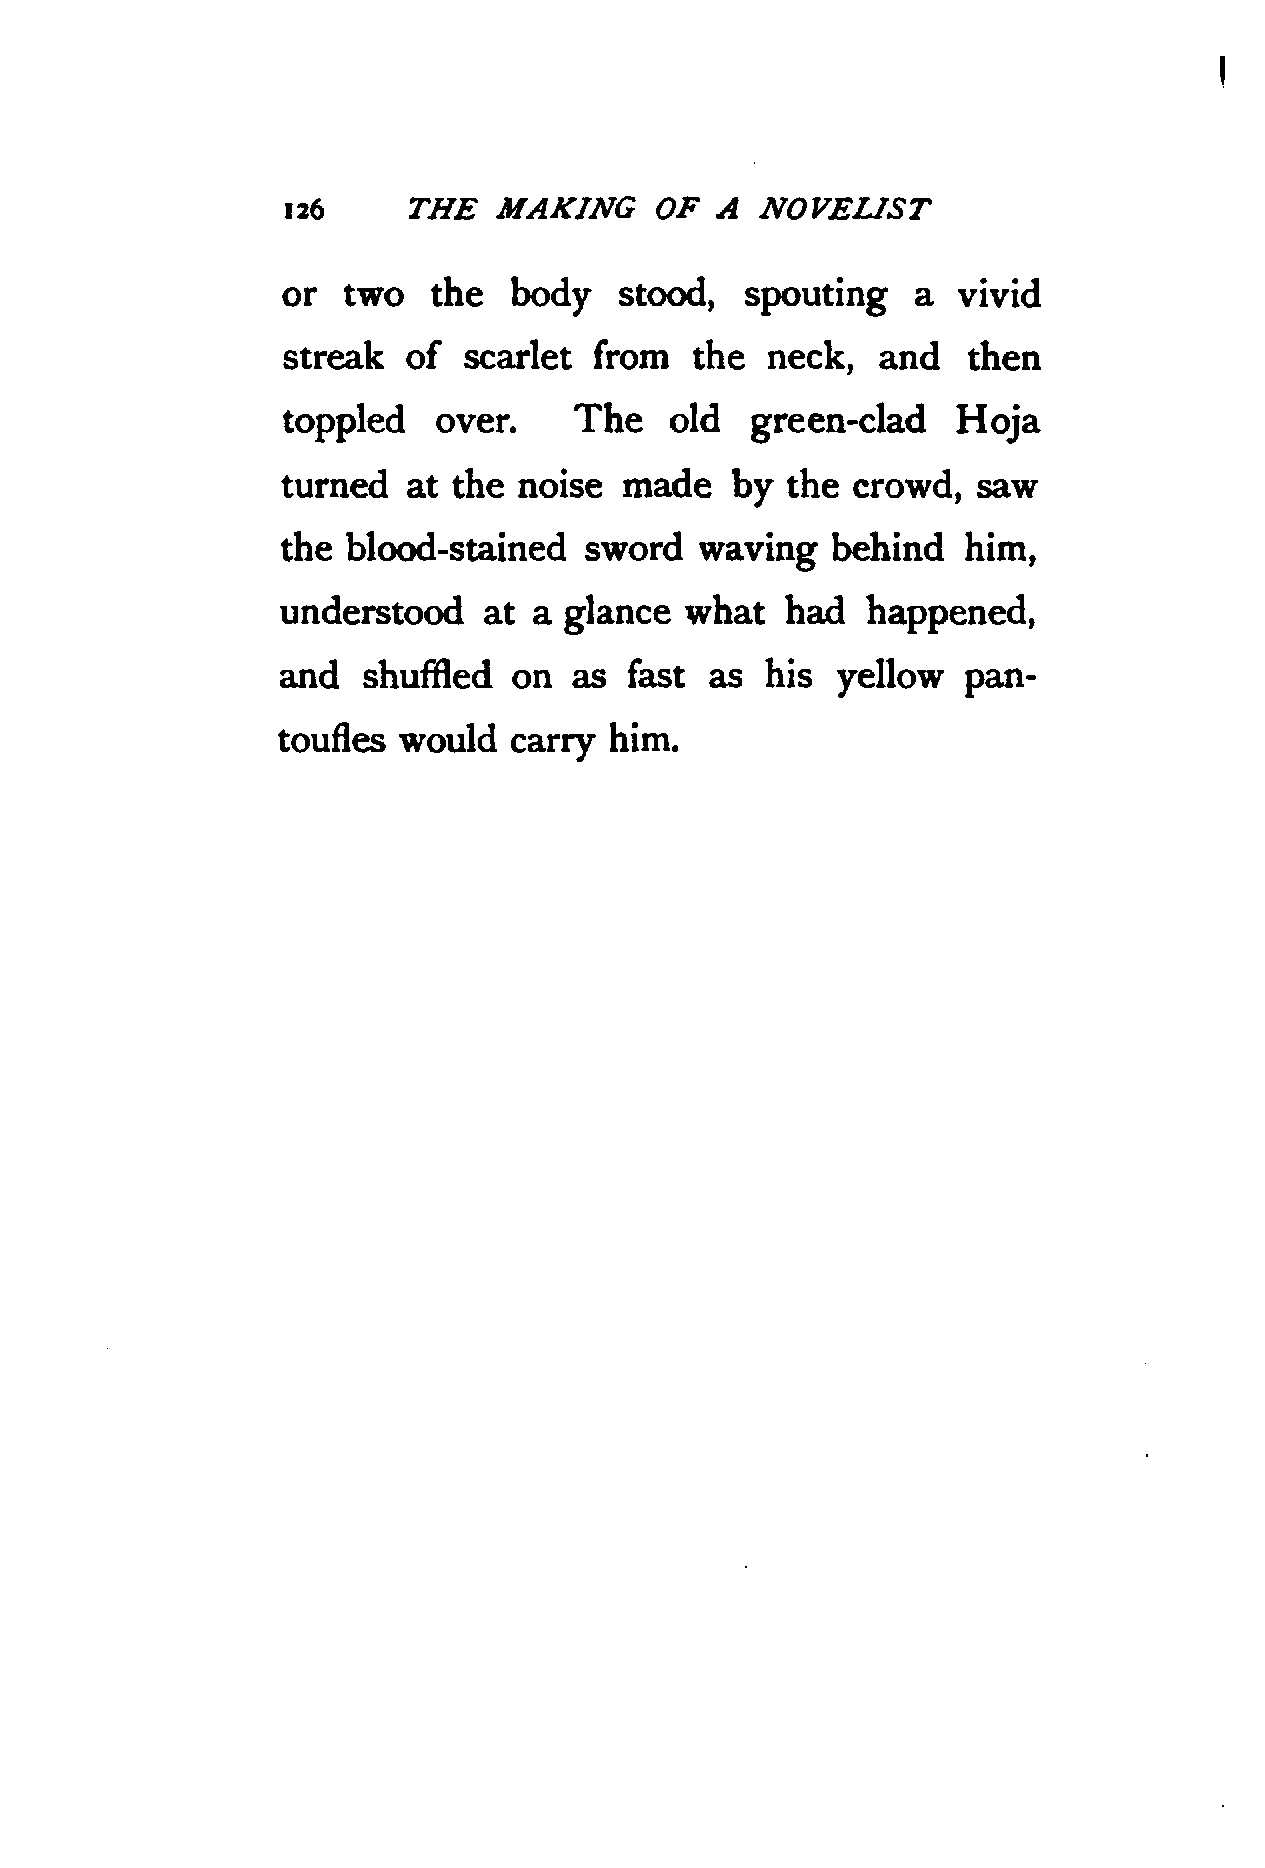 126 THE MAKING OF A NOVELIST
or two the body stood, spouting a vivid
streak of scarlet from the neck, and then
toppled over. The old green-clad Hoja
turned at the noise made by the crowd, saw
the blood-stained sword waving behind him,
understood at a glance what had happened,
and shuffled on as fast as his yellow pan-
toufles would carry him.